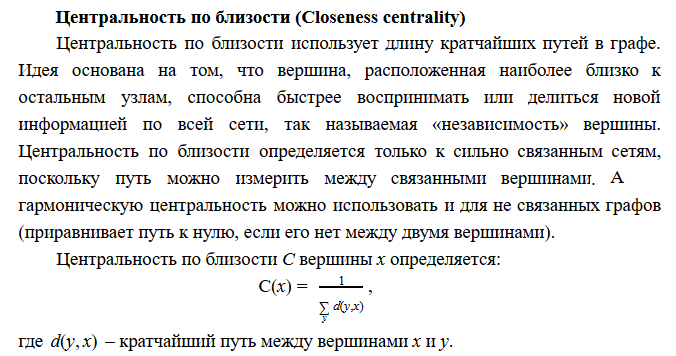 Центральность по близости (Closeness centrality)
Центральность по близости использует длину кратчайших путей в графе.
Идея основана на том, что вершина, расположенная наиболее близко к
остальным узлам, способна быстрее воспринимать или делиться новой
информацией по всей сети, так называемая «независимость» вершины.
Центральность по близости определяется только к сильно связанным сетям,
поскольку путь можно измерить между связанными вершинами. А
гармоническую центральность можно использовать и для не связанных графов
(приравнивает путь к нулю, если его нет между двумя вершинами).
Центральность по близости C вершины x определяется:
C(x) = 1 / ∑_y d(y,x) ,
где d(y, x) – кратчайший путь между вершинами x и y.